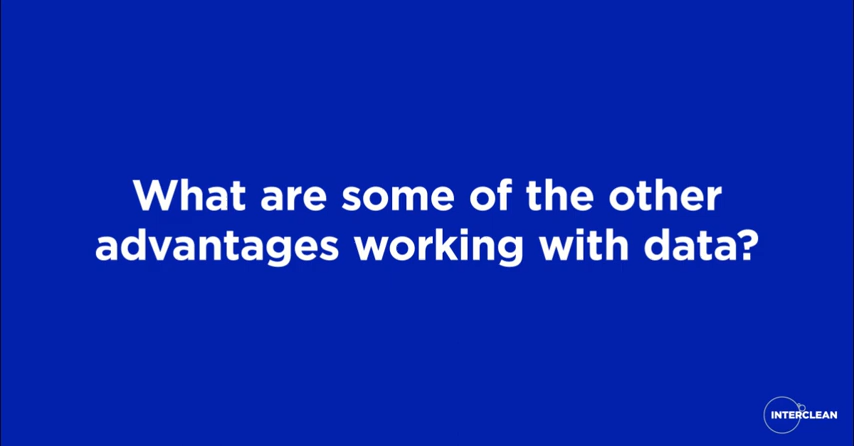 What are some of the other
advantages working with data?
INTERCLEAN